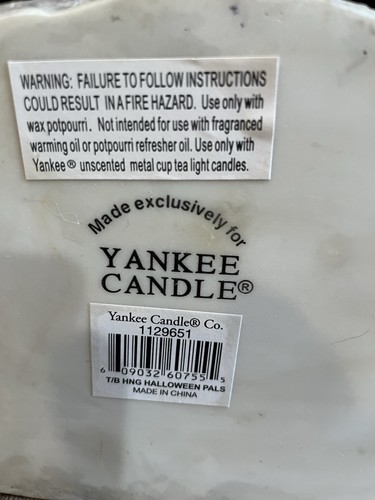 WARNING: FAILURE TO FOLLOW INSTRUCTIONS
COULD RESULT IN A FIRE HAZARD. Use only with
wax potpourri. Not intended for use with fragranced
warming oil or potpourri refresher oil. Use only with
Yankee® unscented metal cup tea light candles.
Made exclusively for
YANKEE
CANDLE®
Yankee Candle® Co.
1129651
6 09032 60755 5
T/B HNG HALLOWEEN PALS
MADE IN CHINA